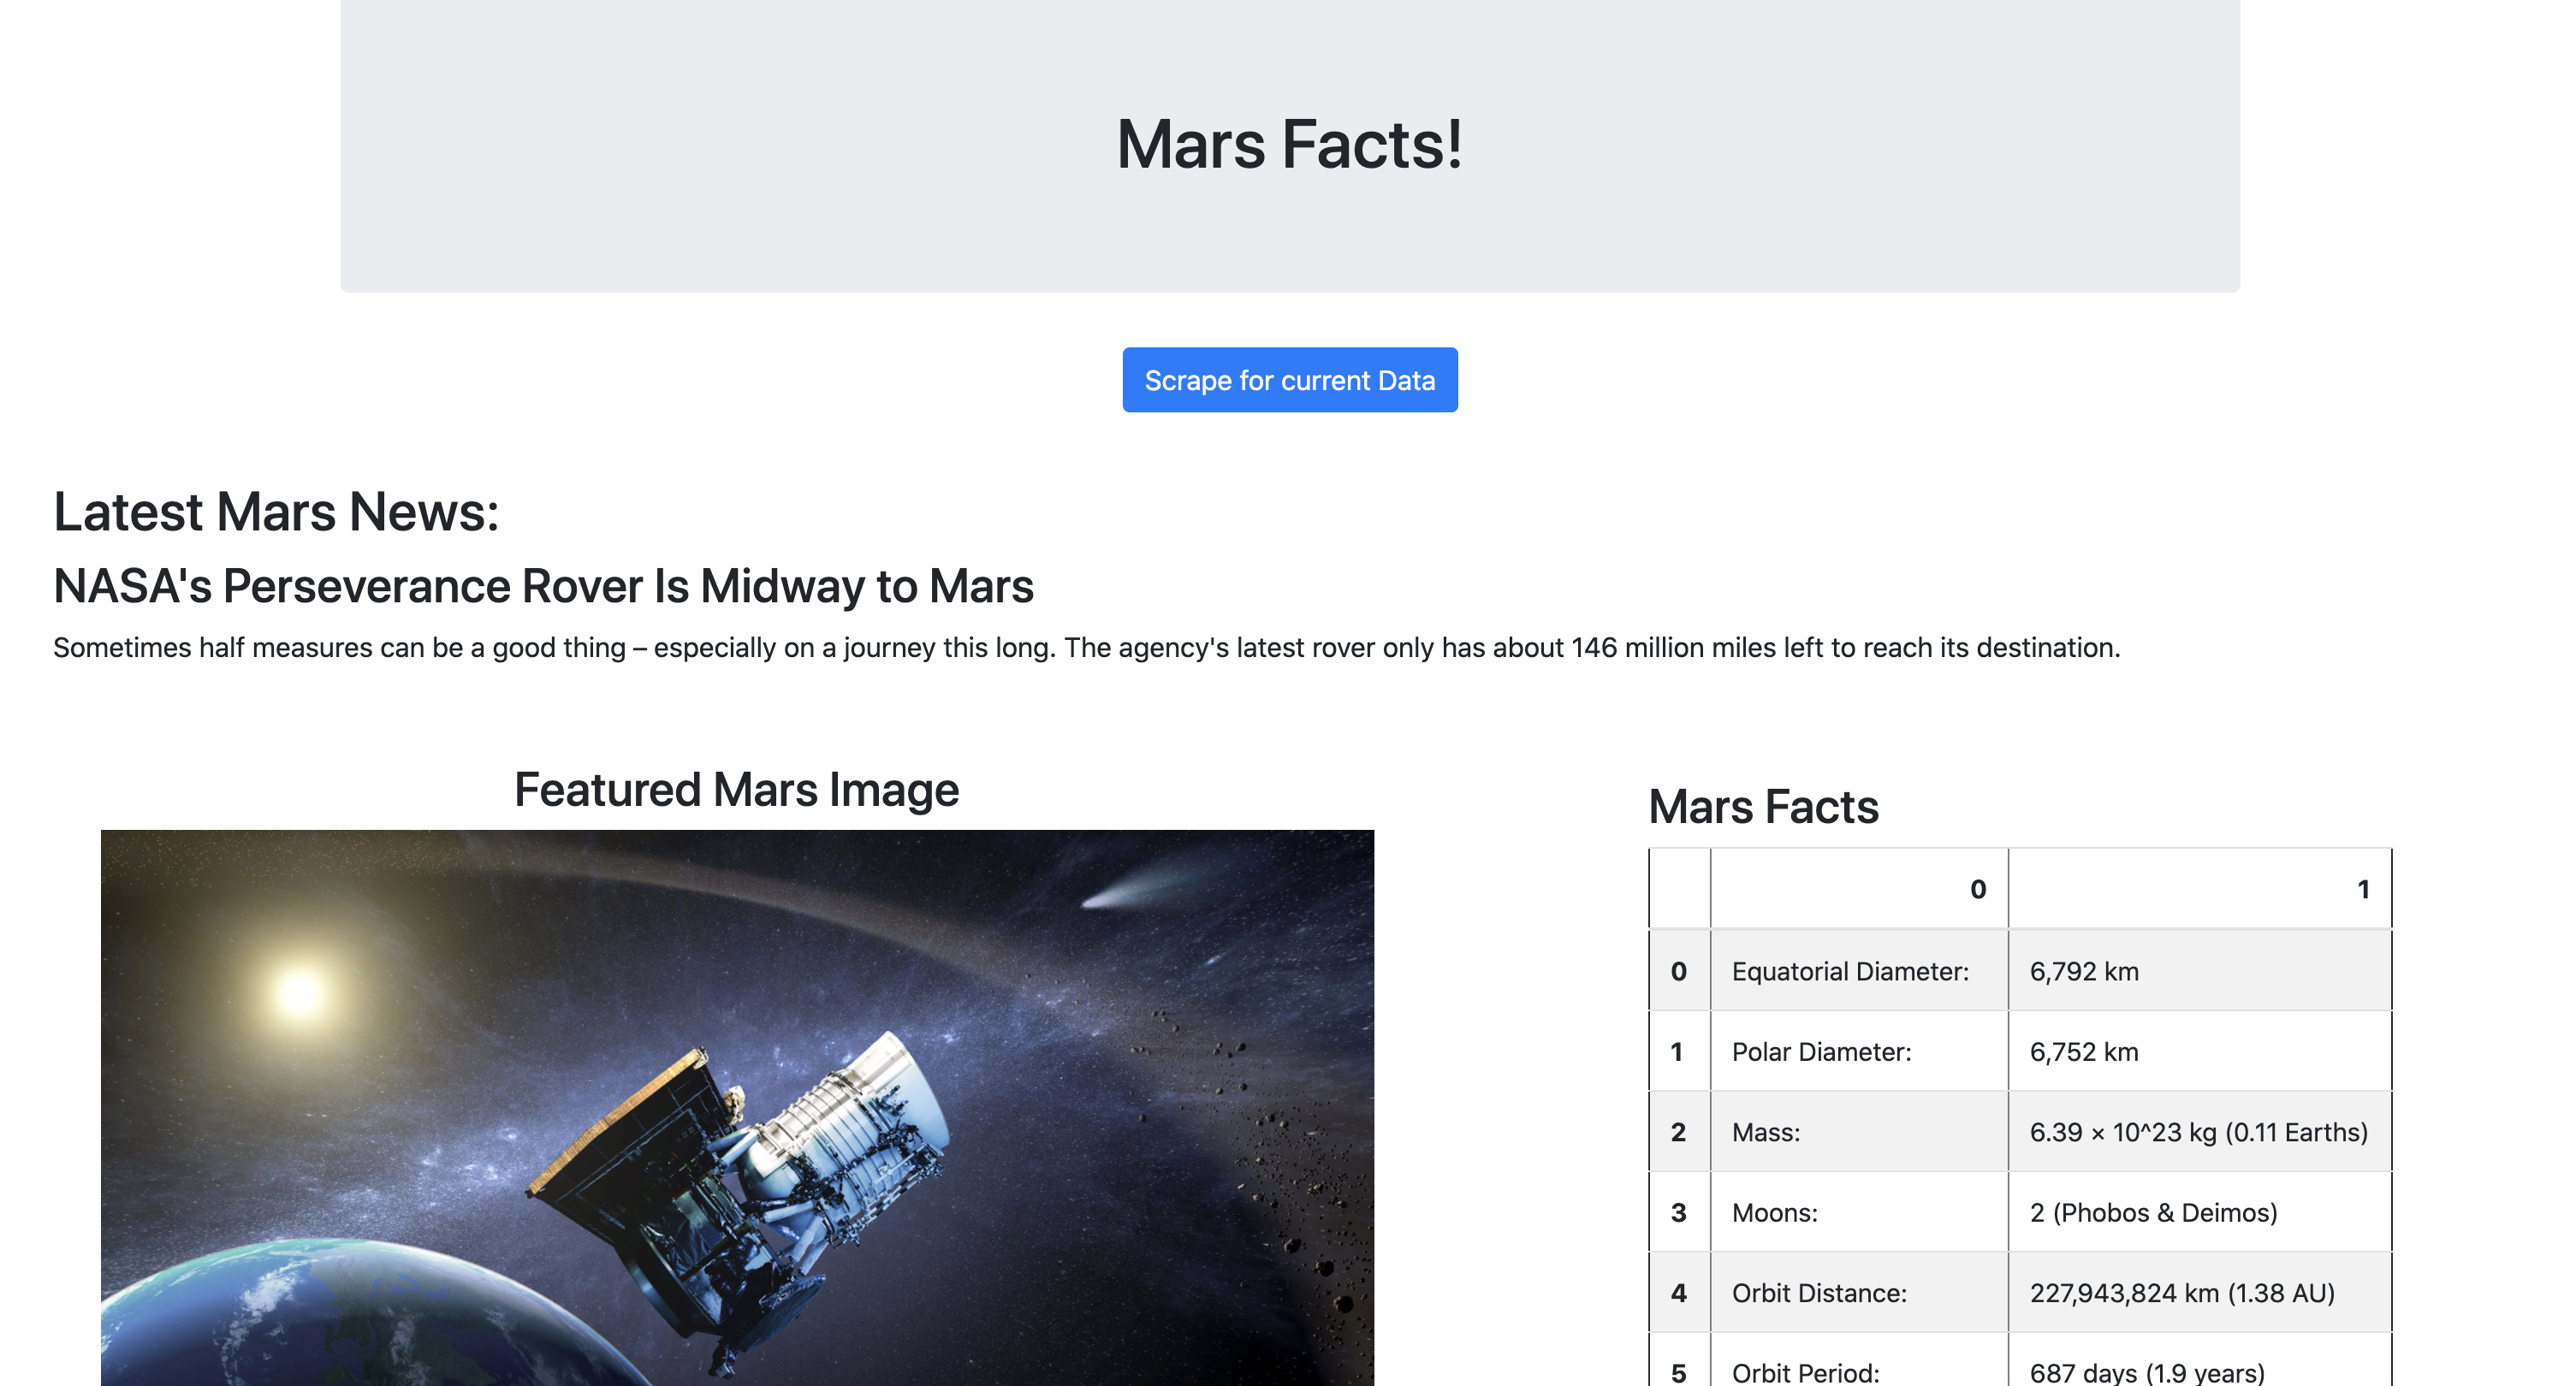 Mars Facts!
Scrape for current Data
Latest Mars News:
NASA's Perseverance Rover Is Midway to Mars
Sometimes half measures can be a good thing – especially on a journey this long. The agency's latest rover only has about 146 million miles left to reach its destination.
Featured Mars Image
Mars Facts
0 1
0 Equatorial Diameter: 6,792 km
1 Polar Diameter: 6,752 km
2 Mass: 6.39 × 10^23 kg (0.11 Earths)
3 Moons: 2 (Phobos & Deimos)
4 Orbit Distance: 227,943,824 km (1.38 AU)
5 Orbit Period: 687 days (1.9 years)